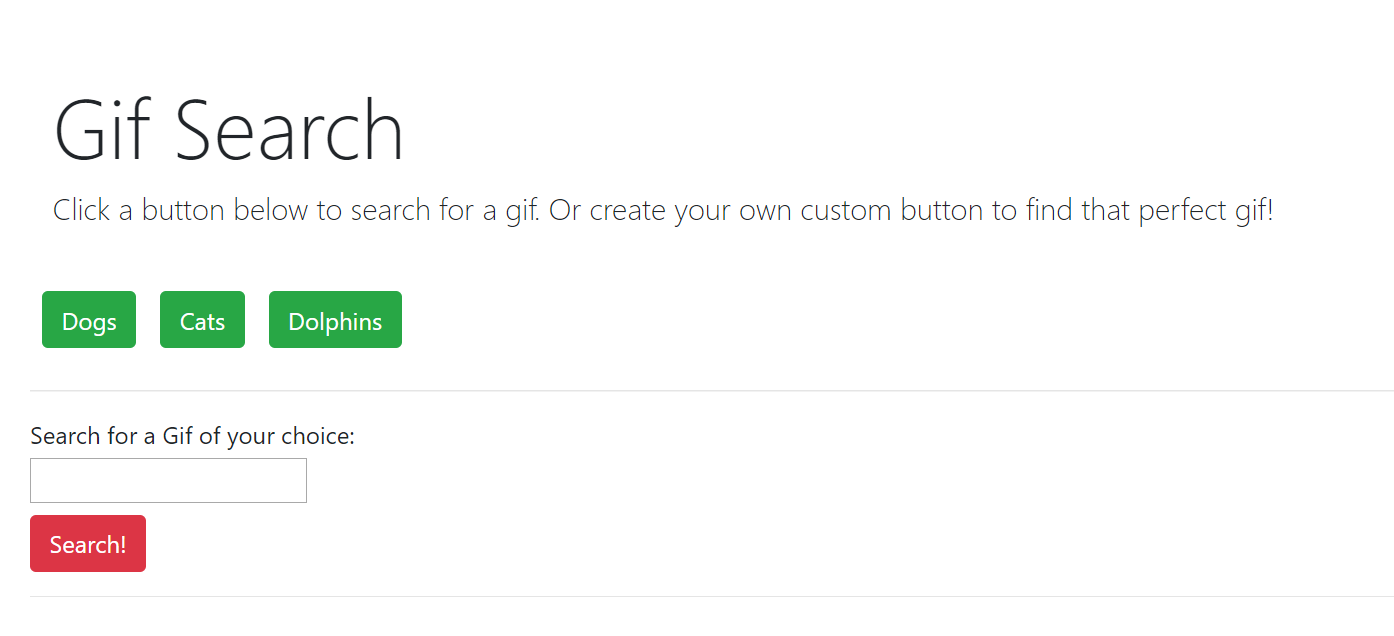 Gif Search
Click a button below to search for a gif. Or create your own custom button to find that perfect gif!
Dogs Cats Dolphins
Search for a Gif of your choice:
Search!